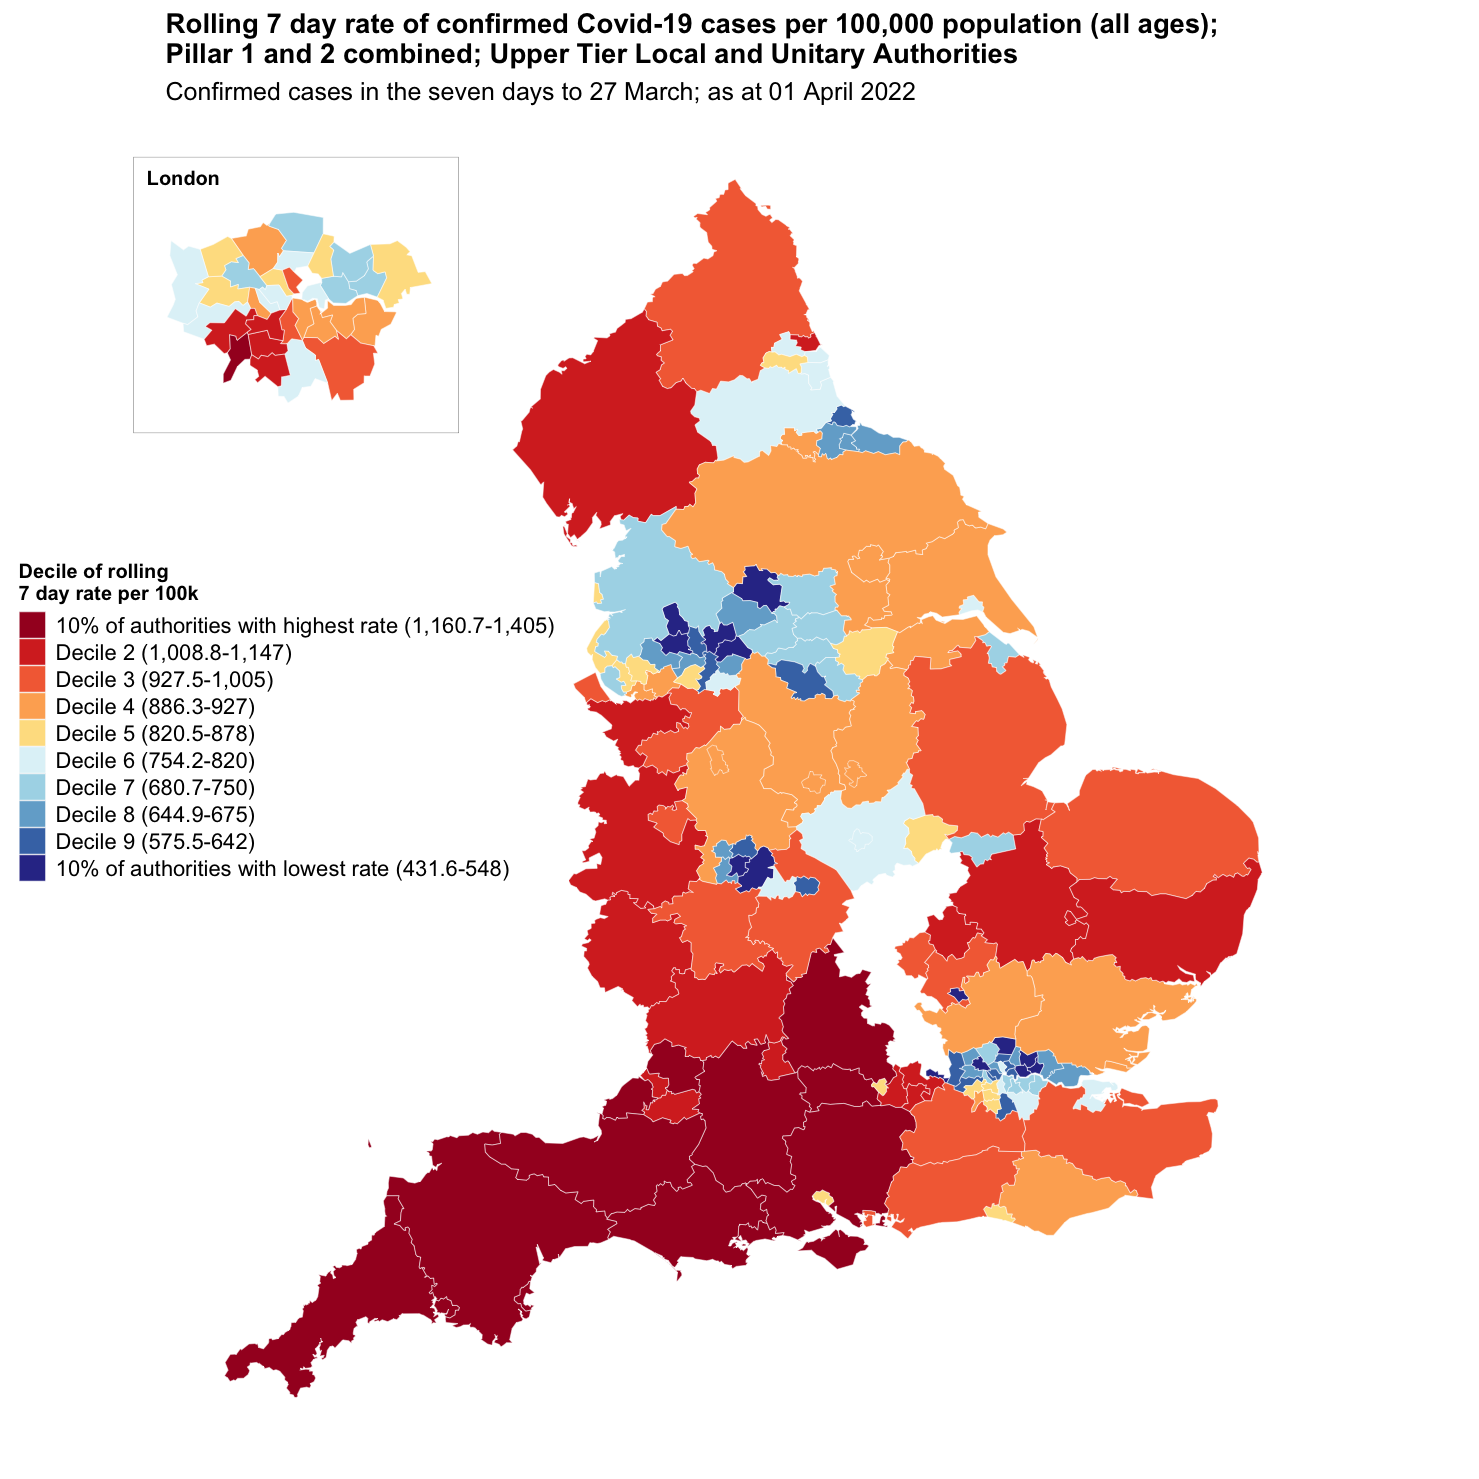 Rolling 7 day rate of confirmed Covid-19 cases per 100,000 population (all ages);
Pillar 1 and 2 combined; Upper Tier Local and Unitary Authorities
Confirmed cases in the seven days to 27 March; as at 01 April 2022
London
Decile of rolling
7 day rate per 100k
10% of authorities with highest rate (1,160.7-1,405)
Decile 2 (1,008.8-1,147)
Decile 3 (927.5-1,005)
Decile 4 (886.3-927)
Decile 5 (820.5-878)
Decile 6 (754.2-820)
Decile 7 (680.7-750)
Decile 8 (644.9-675)
Decile 9 (575.5-642)
10% of authorities with lowest rate (431.6-548)